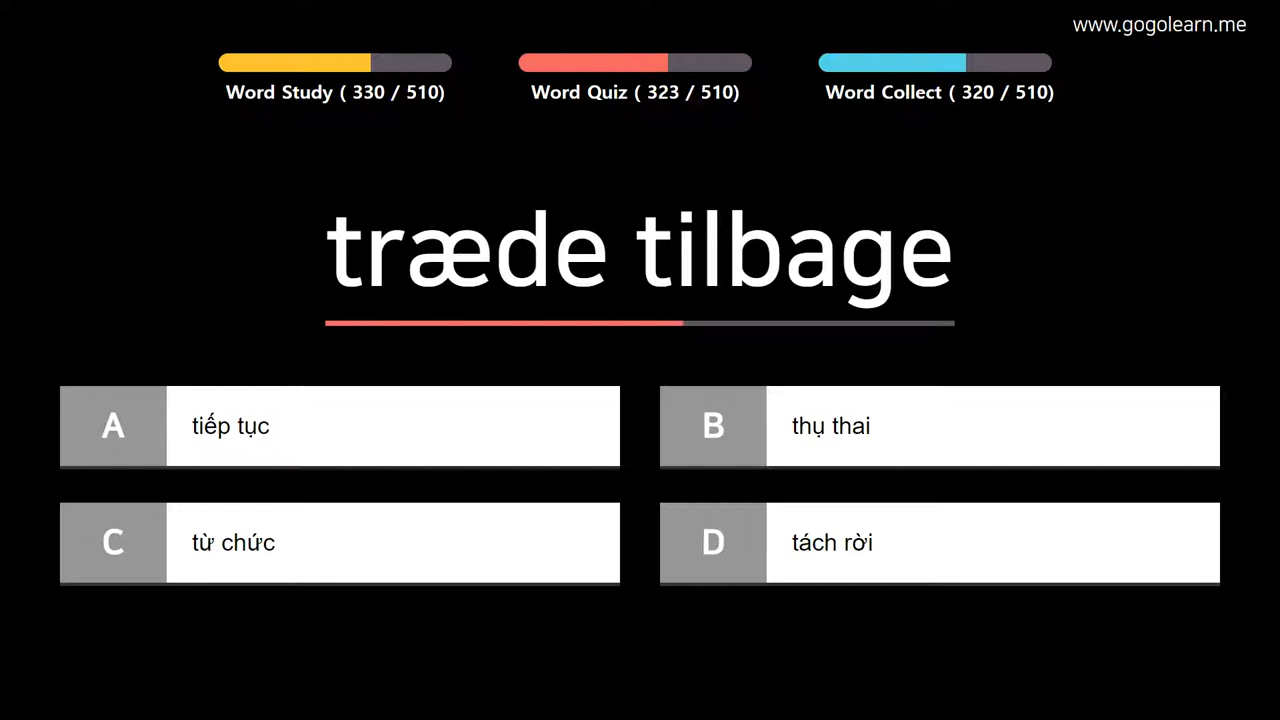 www.gogolearn.me
Word Study ( 330 / 510)
Word Quiz ( 323 / 510)
Word Collect ( 320 / 510)
træde tilbage
A
tiếp tục
B
thụ thai
C
từ chức
D
tách rời